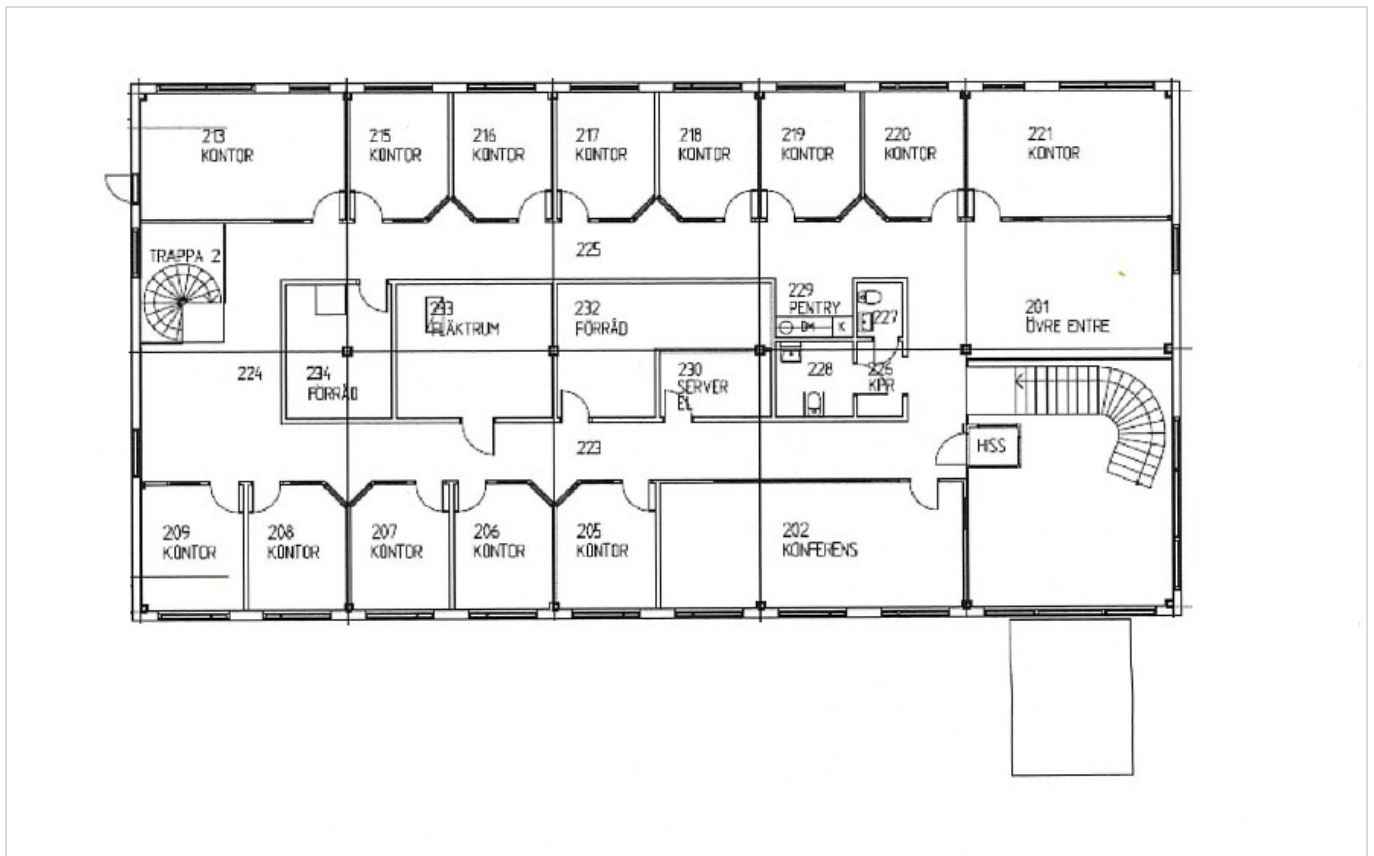 213
KONTOR
215
KONTOR
216
KONTOR
217
KONTOR
218
KONTOR
219
KONTOR
220
KONTOR
221
KONTOR
TRAPPA 2
225
233
FLÄKTRUM
232
FÖRRÅD
229
PENTRY
DM K
227
201
ÖVRE ENTRE
224
234
FÖRRÅD
230
SERVER
EL
228
226
KPR
223
HISS
209
KONTOR
208
KONTOR
207
KONTOR
206
KONTOR
205
KONTOR
202
KONFERENS